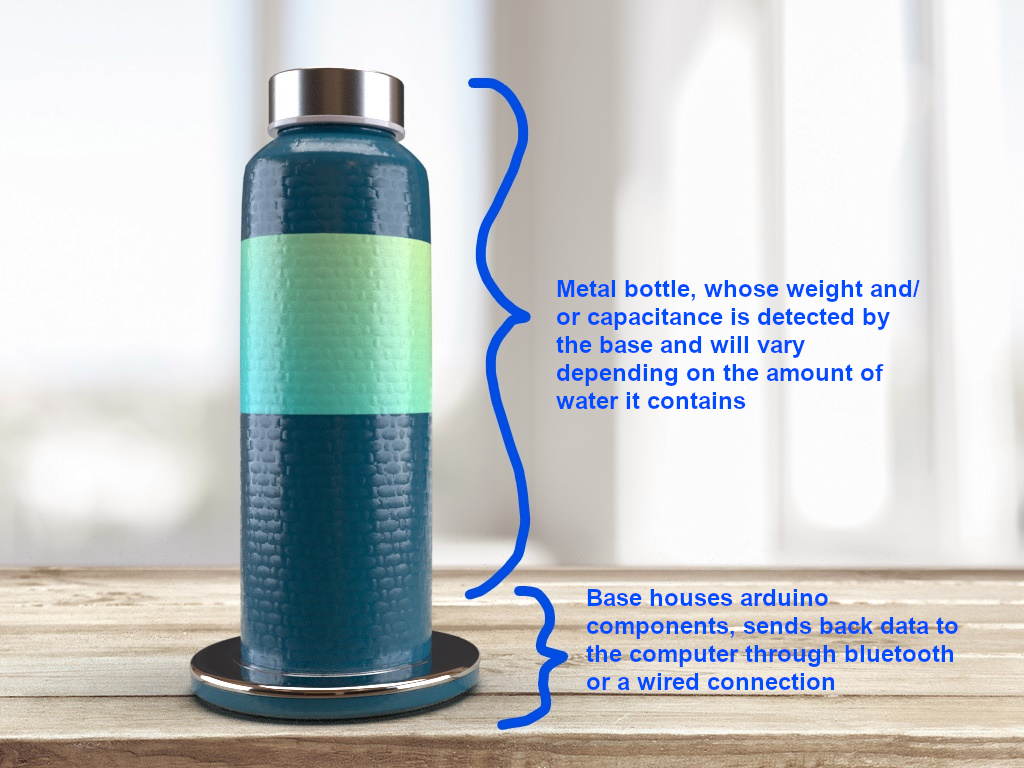 Metal bottle, whose weight and/
or capacitance is detected by
the base and will vary
depending on the amount of
water it contains
Base houses arduino
components, sends back data to
the computer through bluetooth
or a wired connection